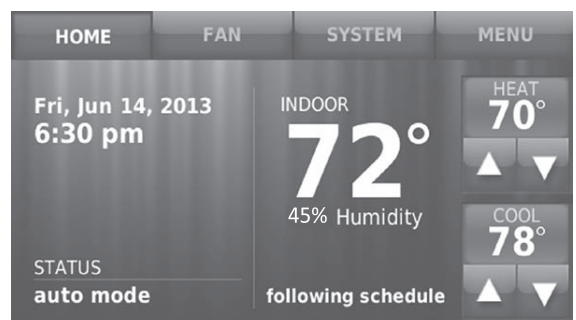 HOME FAN SYSTEM MENU
Fri, Jun 14, 2013
6:30 pm
INDOOR
72°
45% Humidity
HEAT
70°
COOL
78°
STATUS
auto mode
following schedule